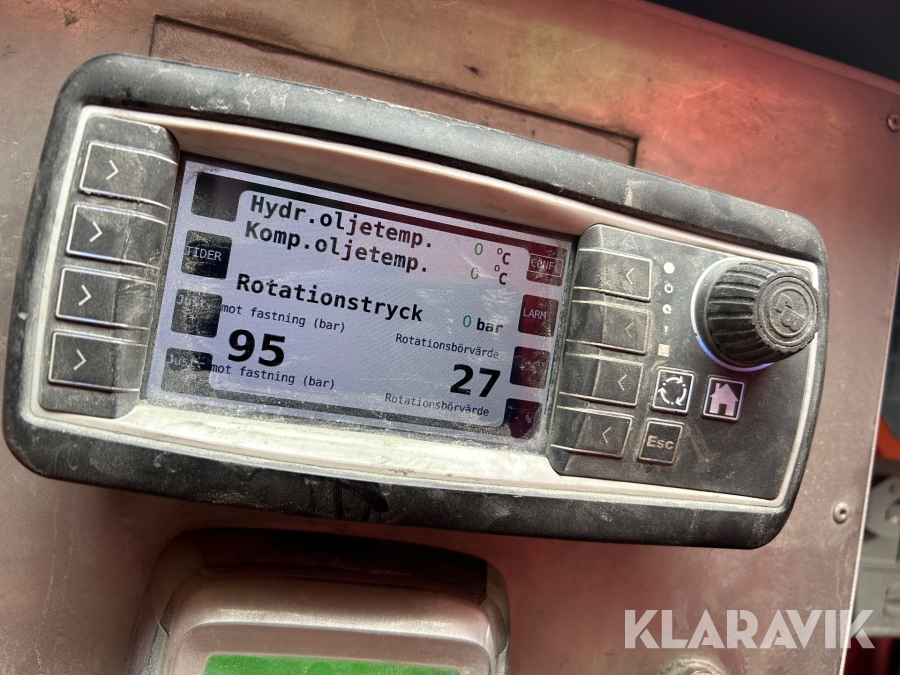 Hydr.oljetemp. 0 °C
Komp.oljetemp. 6 °C
TIDER
CONF.
Rotationstryck 0 bar
LARM
Just.
mot fastning (bar)
Rotationsbörvärde
95
27
Just.
mot fastning (bar)
Rotationsbörvärde
Esc
KLARAVIK